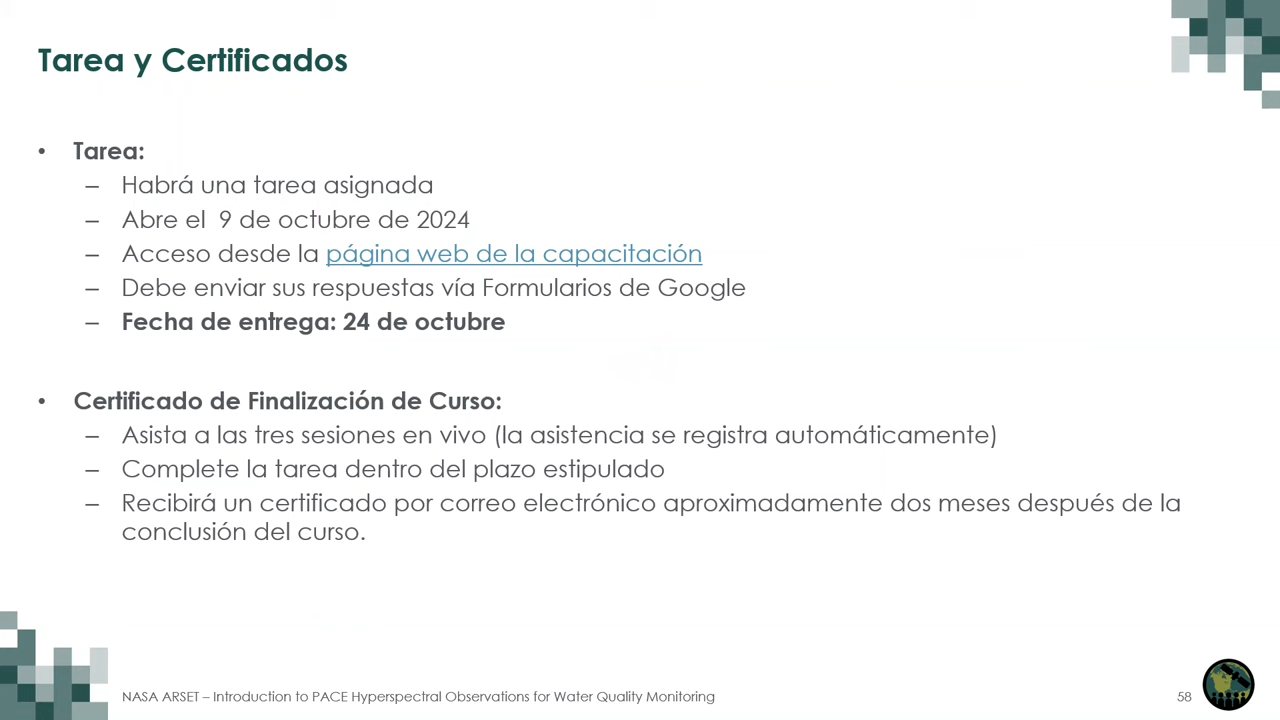 Tarea y Certificados
• Tarea:
– Habrá una tarea asignada
– Abre el  9 de octubre de 2024
– Acceso desde la página web de la capacitación
– Debe enviar sus respuestas vía Formularios de Google
– Fecha de entrega: 24 de octubre
• Certificado de Finalización de Curso:
– Asista a las tres sesiones en vivo (la asistencia se registra automáticamente)
– Complete la tarea dentro del plazo estipulado
– Recibirá un certificado por correo electrónico aproximadamente dos meses después de la
conclusión del curso.
NASA ARSET – Introduction to PACE Hyperspectral Observations for Water Quality Monitoring
58